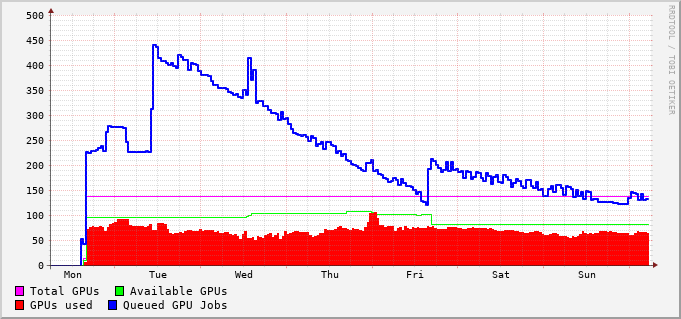 500
450
400
350
300
250
200
150
100
50
0
Mon Tue Wed Thu Fri Sat Sun
Total GPUs Available GPUs
GPUs used Queued GPU Jobs
RRDTOOL / TOBI OETIKER